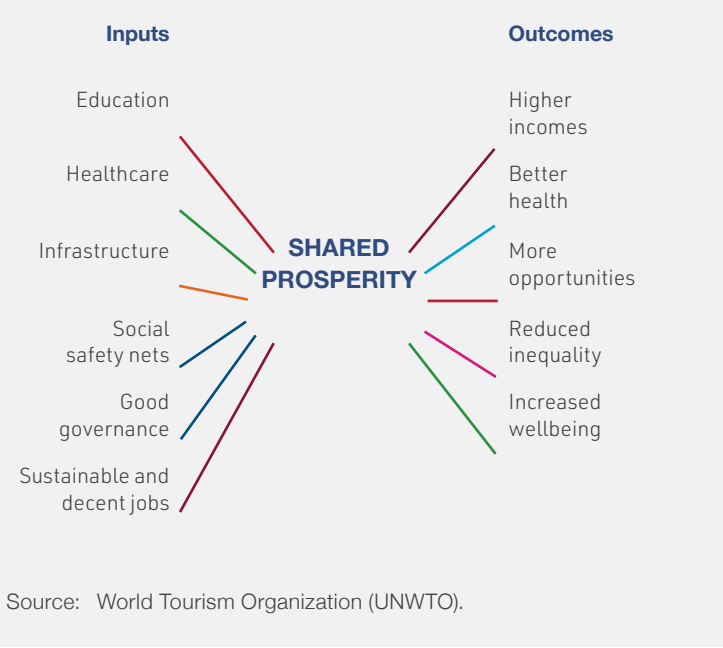 Inputs
Education
Healthcare
Infrastructure
Social
safety nets
Good
governance
Sustainable and
decent jobs
SHARED
PROSPERITY
Outcomes
Higher
incomes
Better
health
More
opportunities
Reduced
inequality
Increased
wellbeing
Source: World Tourism Organization (UNWTO).